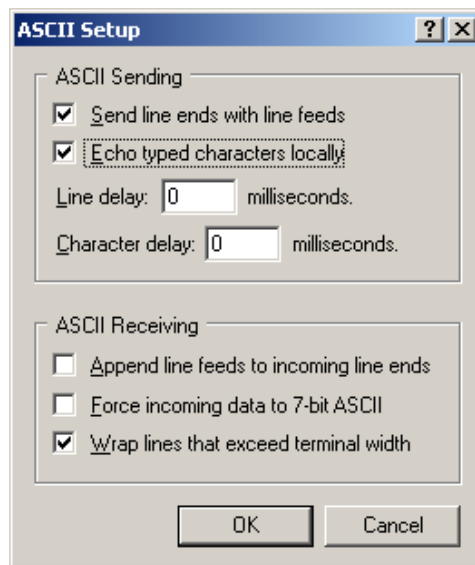 ASCII Setup
ASCII Sending
Send line ends with line feeds
Echo typed characters locally
Line delay: 0 milliseconds.
Character delay: 0 milliseconds.
ASCII Receiving
Append line feeds to incoming line ends
Force incoming data to 7-bit ASCII
Wrap lines that exceed terminal width
OK Cancel